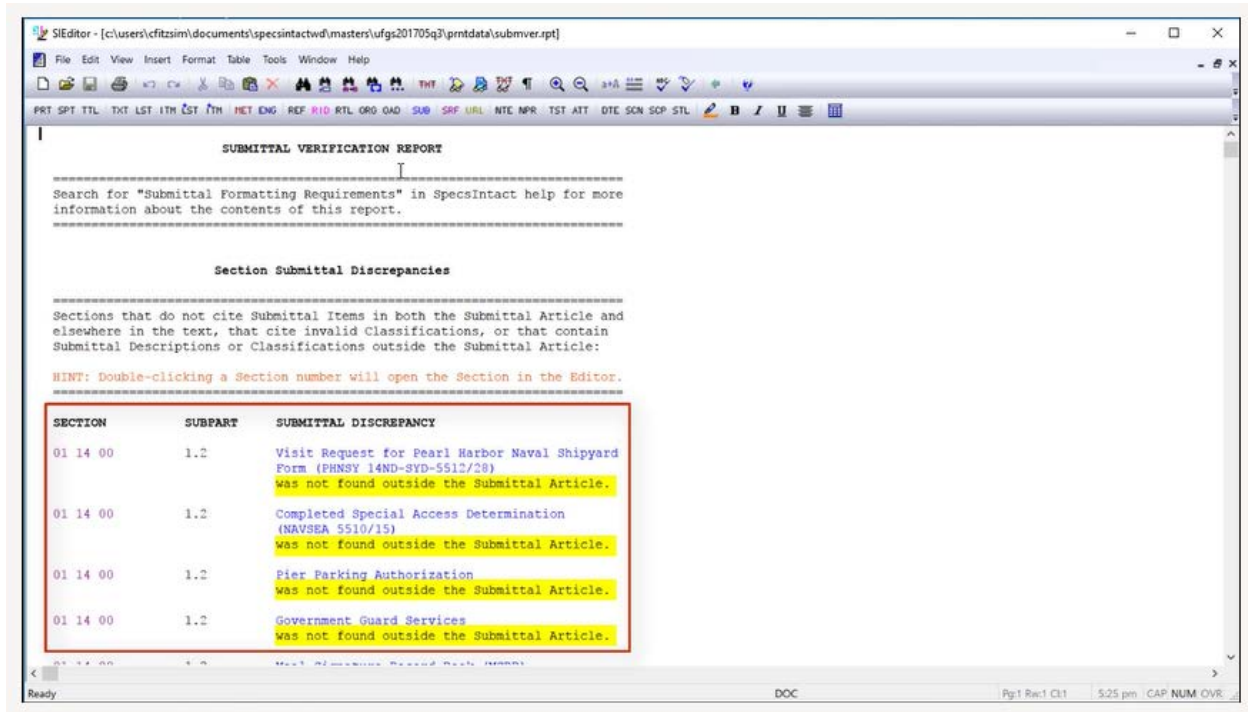 SIEditor - [c:\users\cfitzsim\documents\specsintactwd\masters\ufgs201705q3\prntdata\submver.rpt]
File Edit View Insert Format Table Tools Window Help
PRT SPT TTL TXT LST ITM LST ITM MET ENG REF RID RTL ORG OAD SUB SRF URL NTE NPR TST ATT DTE SCN SCP STL B I U
SUBMITTAL VERIFICATION REPORT
Search for "Submittal Formatting Requirements" in SpecsIntact help for more
information about the contents of this report.
Section Submittal Discrepancies
Sections that do not cite Submittal Items in both the Submittal Article and
elsewhere in the text, that cite invalid Classifications, or that contain
Submittal Descriptions or Classifications outside the Submittal Article:
HINT: Double-clicking a Section number will open the Section in the Editor.
SECTION SUBPART SUBMITTAL DISCREPANCY
01 14 00 1.2 Visit Request for Pearl Harbor Naval Shipyard
Form (PHNSY 14ND-SYD-5512/28)
was not found outside the Submittal Article.
01 14 00 1.2 Completed Special Access Determination
(NAVSEA 5510/15)
was not found outside the Submittal Article.
01 14 00 1.2 Pier Parking Authorization
was not found outside the Submittal Article.
01 14 00 1.2 Government Guard Services
was not found outside the Submittal Article.
Ready DOC Pg:1 Rw:1 Cl:1 5:25 pm CAP NUM OVR